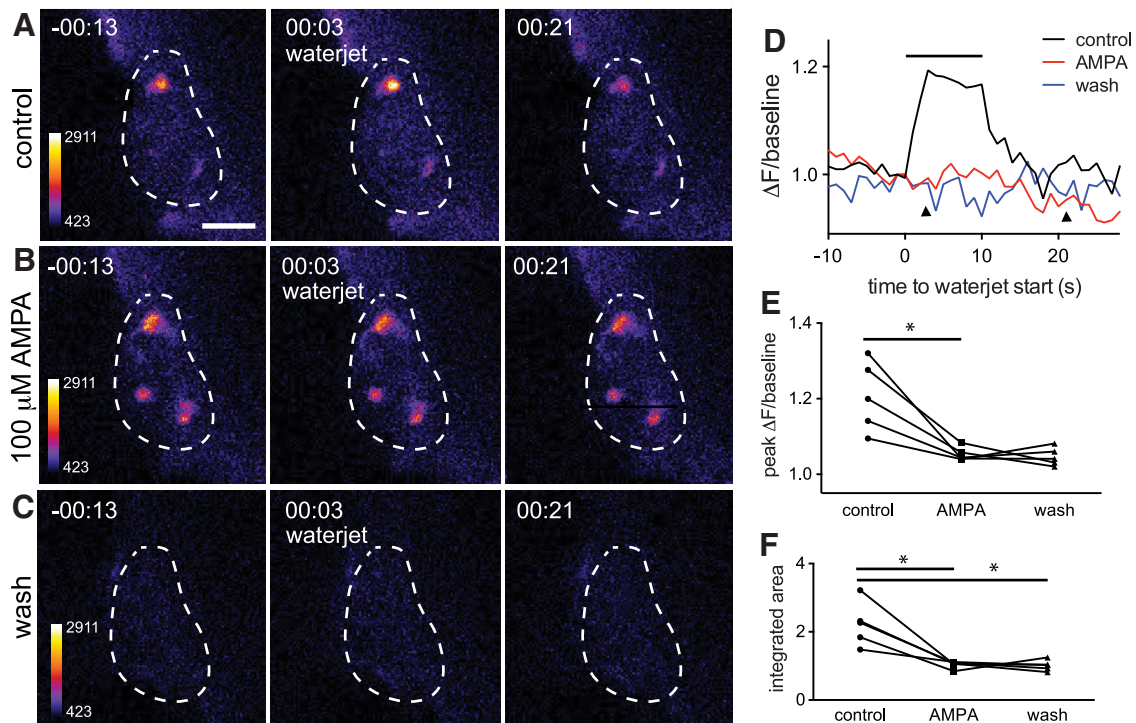 A
control
-00:13
00:03
waterjet
00:21
2911
423
B
100 µM AMPA
-00:13
00:03
waterjet
00:21
2911
423
C
wash
-00:13
00:03
waterjet
00:21
2911
423
D
control
AMPA
wash
ΔF/baseline
1.2
1.0
-10
0
10
20
time to waterjet start (s)
E
*
peak ΔF/baseline
1.4
1.2
1.0
control
AMPA
wash
F
*
*
integrated area
4
2
0
control
AMPA
wash